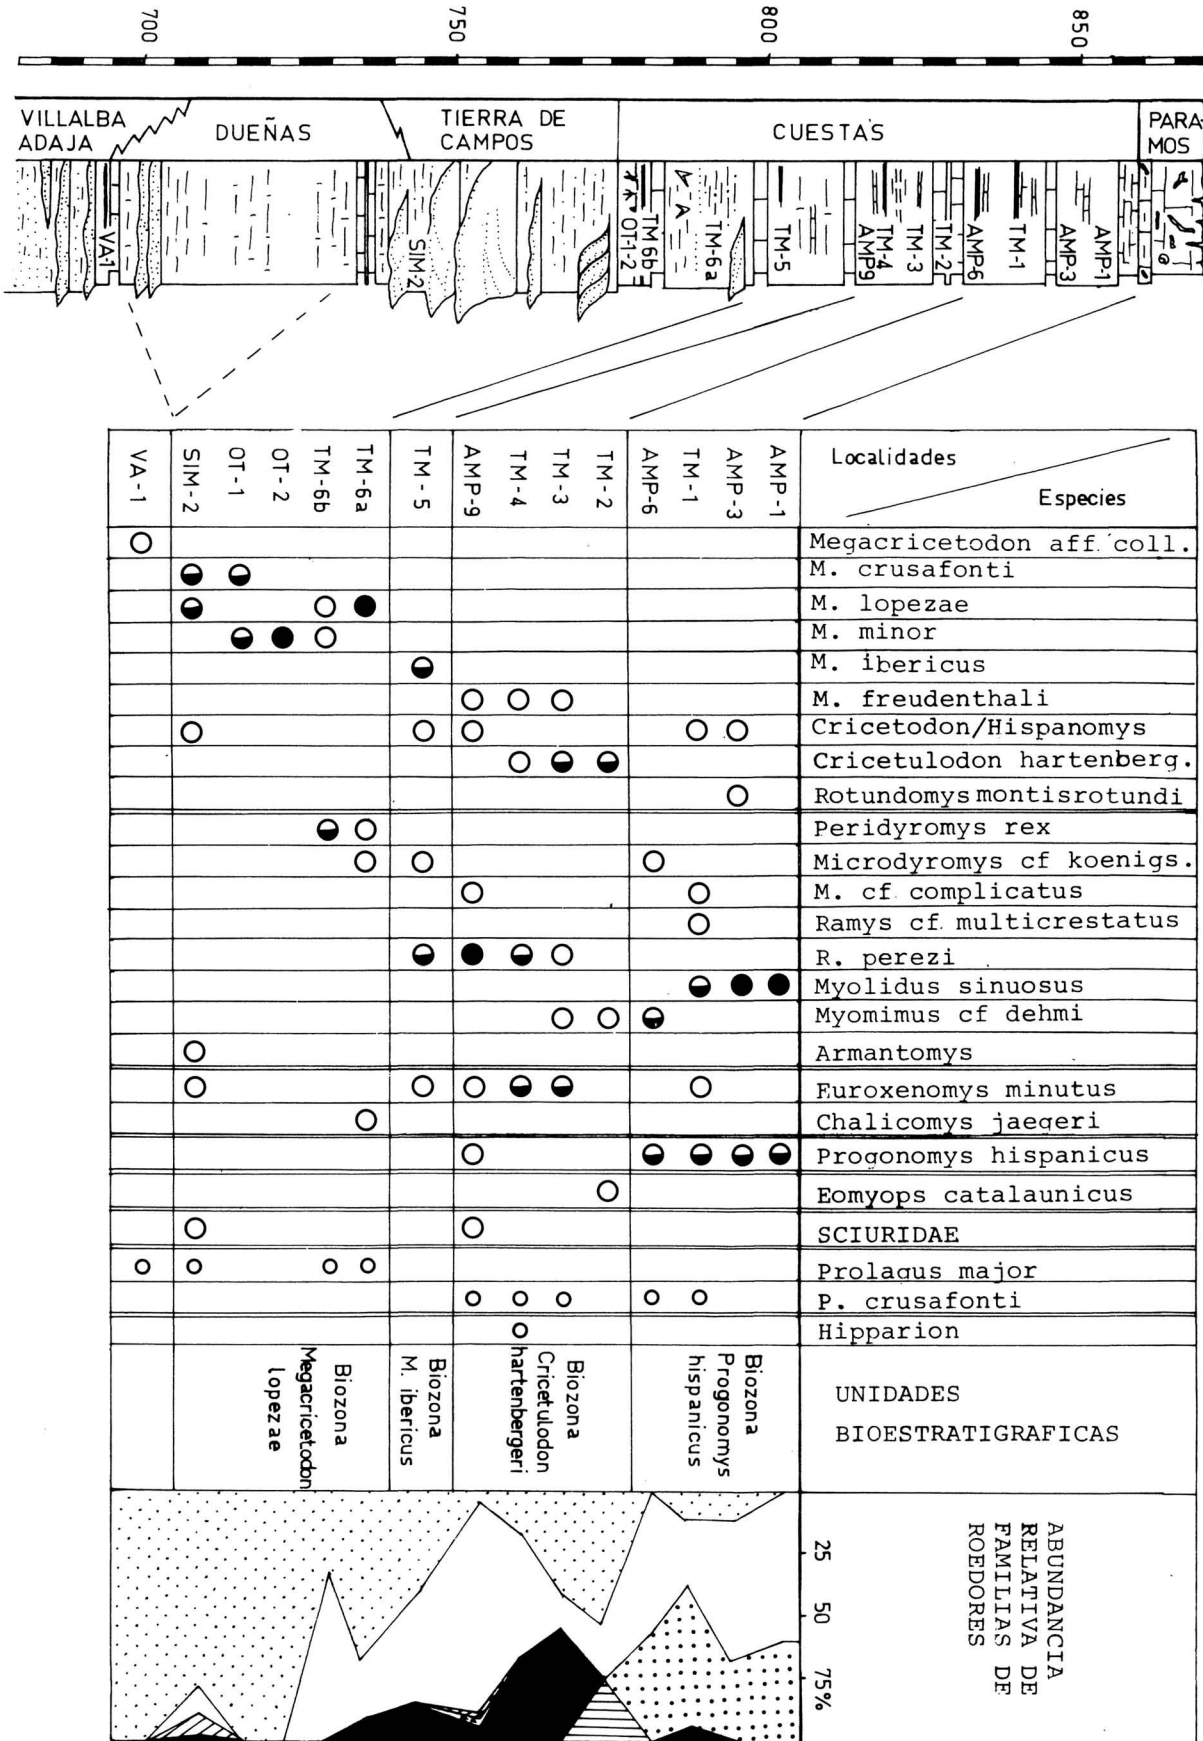 700
750
800
850
VILLALBA
ADAJA
DUEÑAS
TIERRA DE
CAMPOS
CUESTAS
PARA-
MOS
VA-1
SIM-2
OT-1-2
TM6b
TM-6a
TM-5
AMP9
TM-4
TM-3
TM-2
AMP-6
TM-1
AMP-3
AMP-1
VA-1
SIM-2
OT-1
OT-2
TM-6b
TM-6a
TM-5
AMP-9
TM-4
TM-3
TM-2
AMP-6
TM-1
AMP-3
AMP-1
Localidades
Especies
Megacricetodon aff. coll.
M. crusafonti
M. lopezae
M. minor
M. ibericus
M. freudenthali
Cricetodon/Hispanomys
Cricetulodon hartenberg.
Rotundomys montisrotundi
Peridyromys rex
Microdyromys cf koenigs.
M. cf. complicatus
Ramys cf. multicrestatus
R. perezi
Myolidus sinuosus
Myomimus cf dehmi
Armantomys
Euroxenomys minutus
Chalicomys jaegeri
Progonomys hispanicus
Eomyops catalaunicus
SCIURIDAE
Prolagus major
P. crusafonti
Hipparion
Biozona
Megacricetodon
lopezae
Biozona
M. ibericus
Biozona
Cricetulodon
hartenbergeri
Biozona
Progonomys
hispanicus
UNIDADES
BIOESTRATIGRAFICAS
25
50
75%
ABUNDANCIA
RELATIVA DE
FAMILIAS DE
ROEDORES